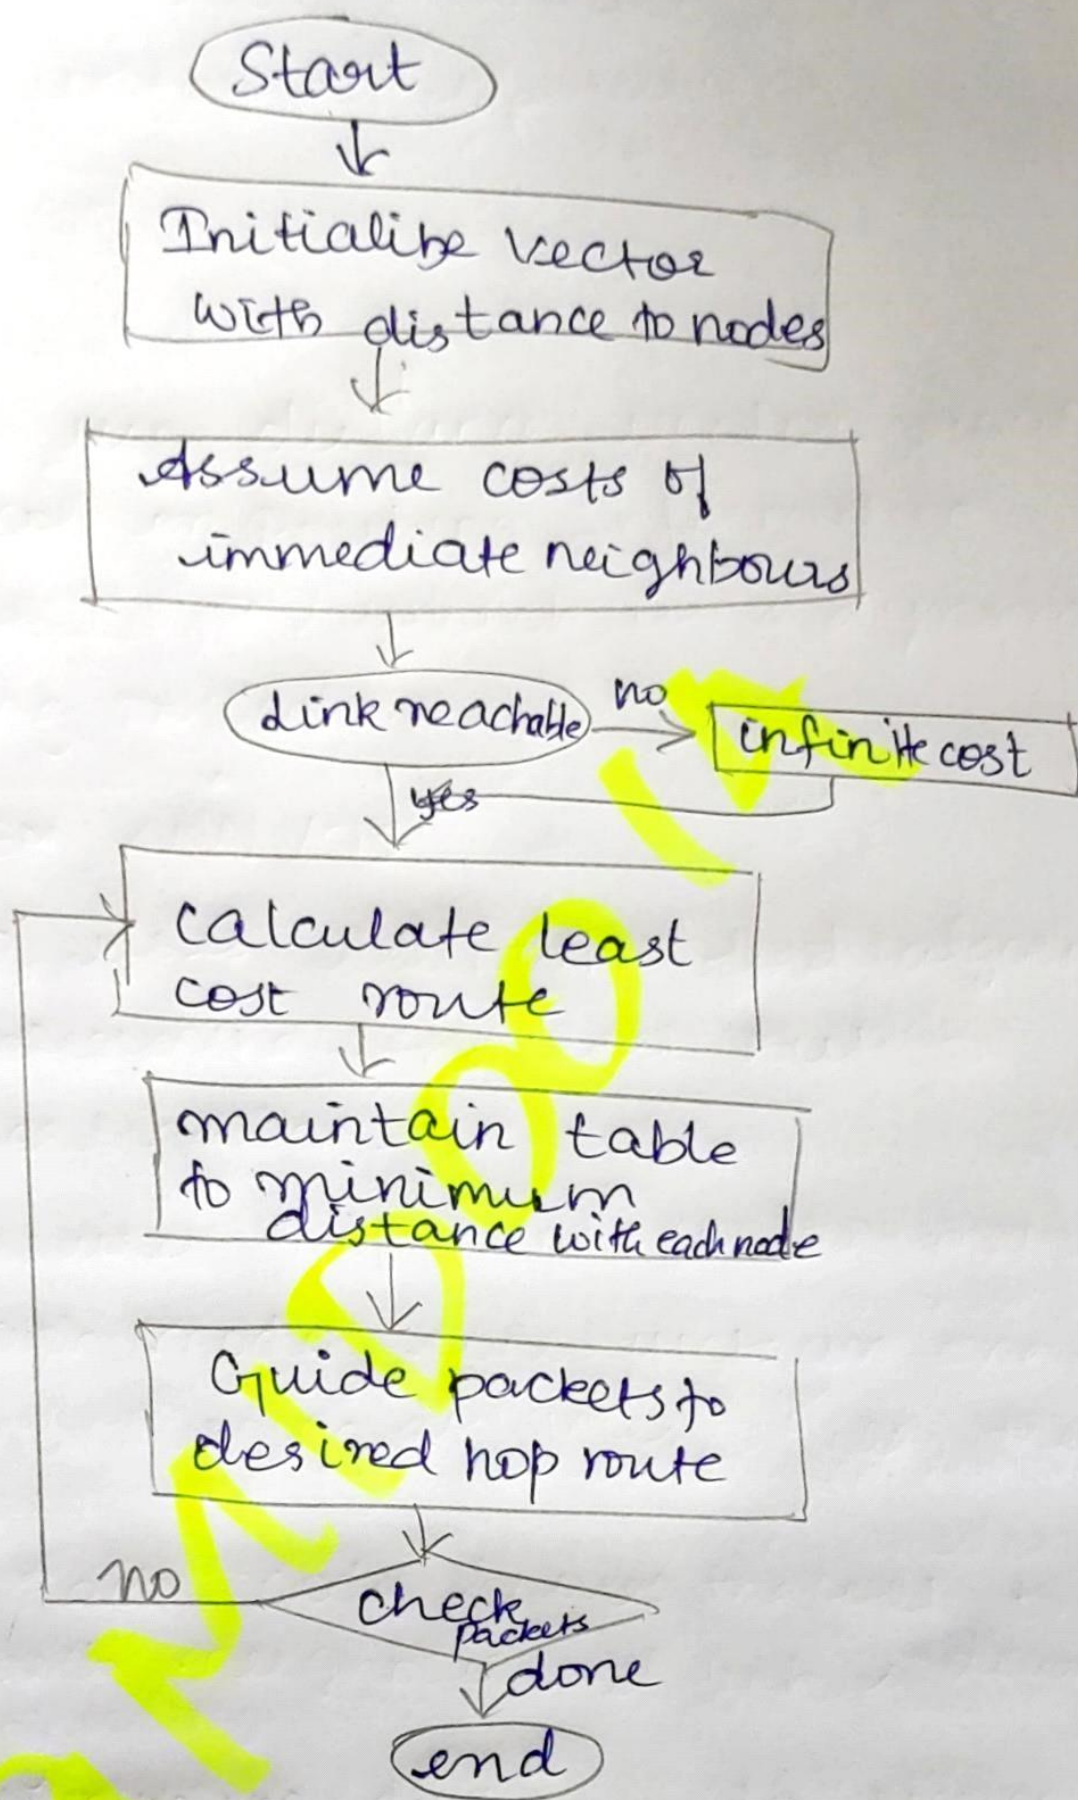 Start
Initialize vector
with distance to nodes
Assume costs of
immediate neighbours
Link reachable
no
infinite cost
yes
calculate least
cost route
maintain table
to minimum
distance with each node
Guide packets to
desired hop route
no
check
packets
done
end